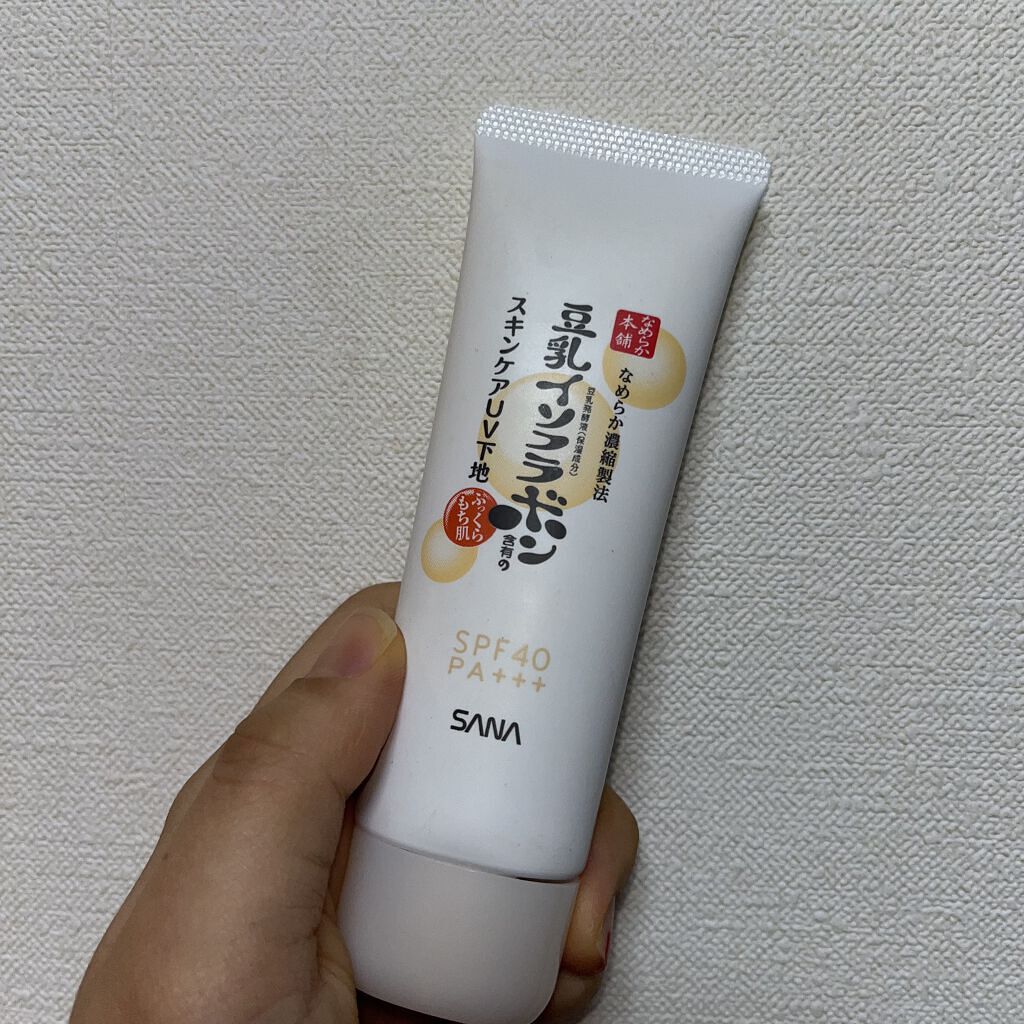 なめらか
本舗
なめらか濃縮製法
豆乳発酵液(保湿成分)
豆乳イソフラボン
含有の
スキンケアUV下地
ふっくら
もち肌
SPF40
PA+++
SANA